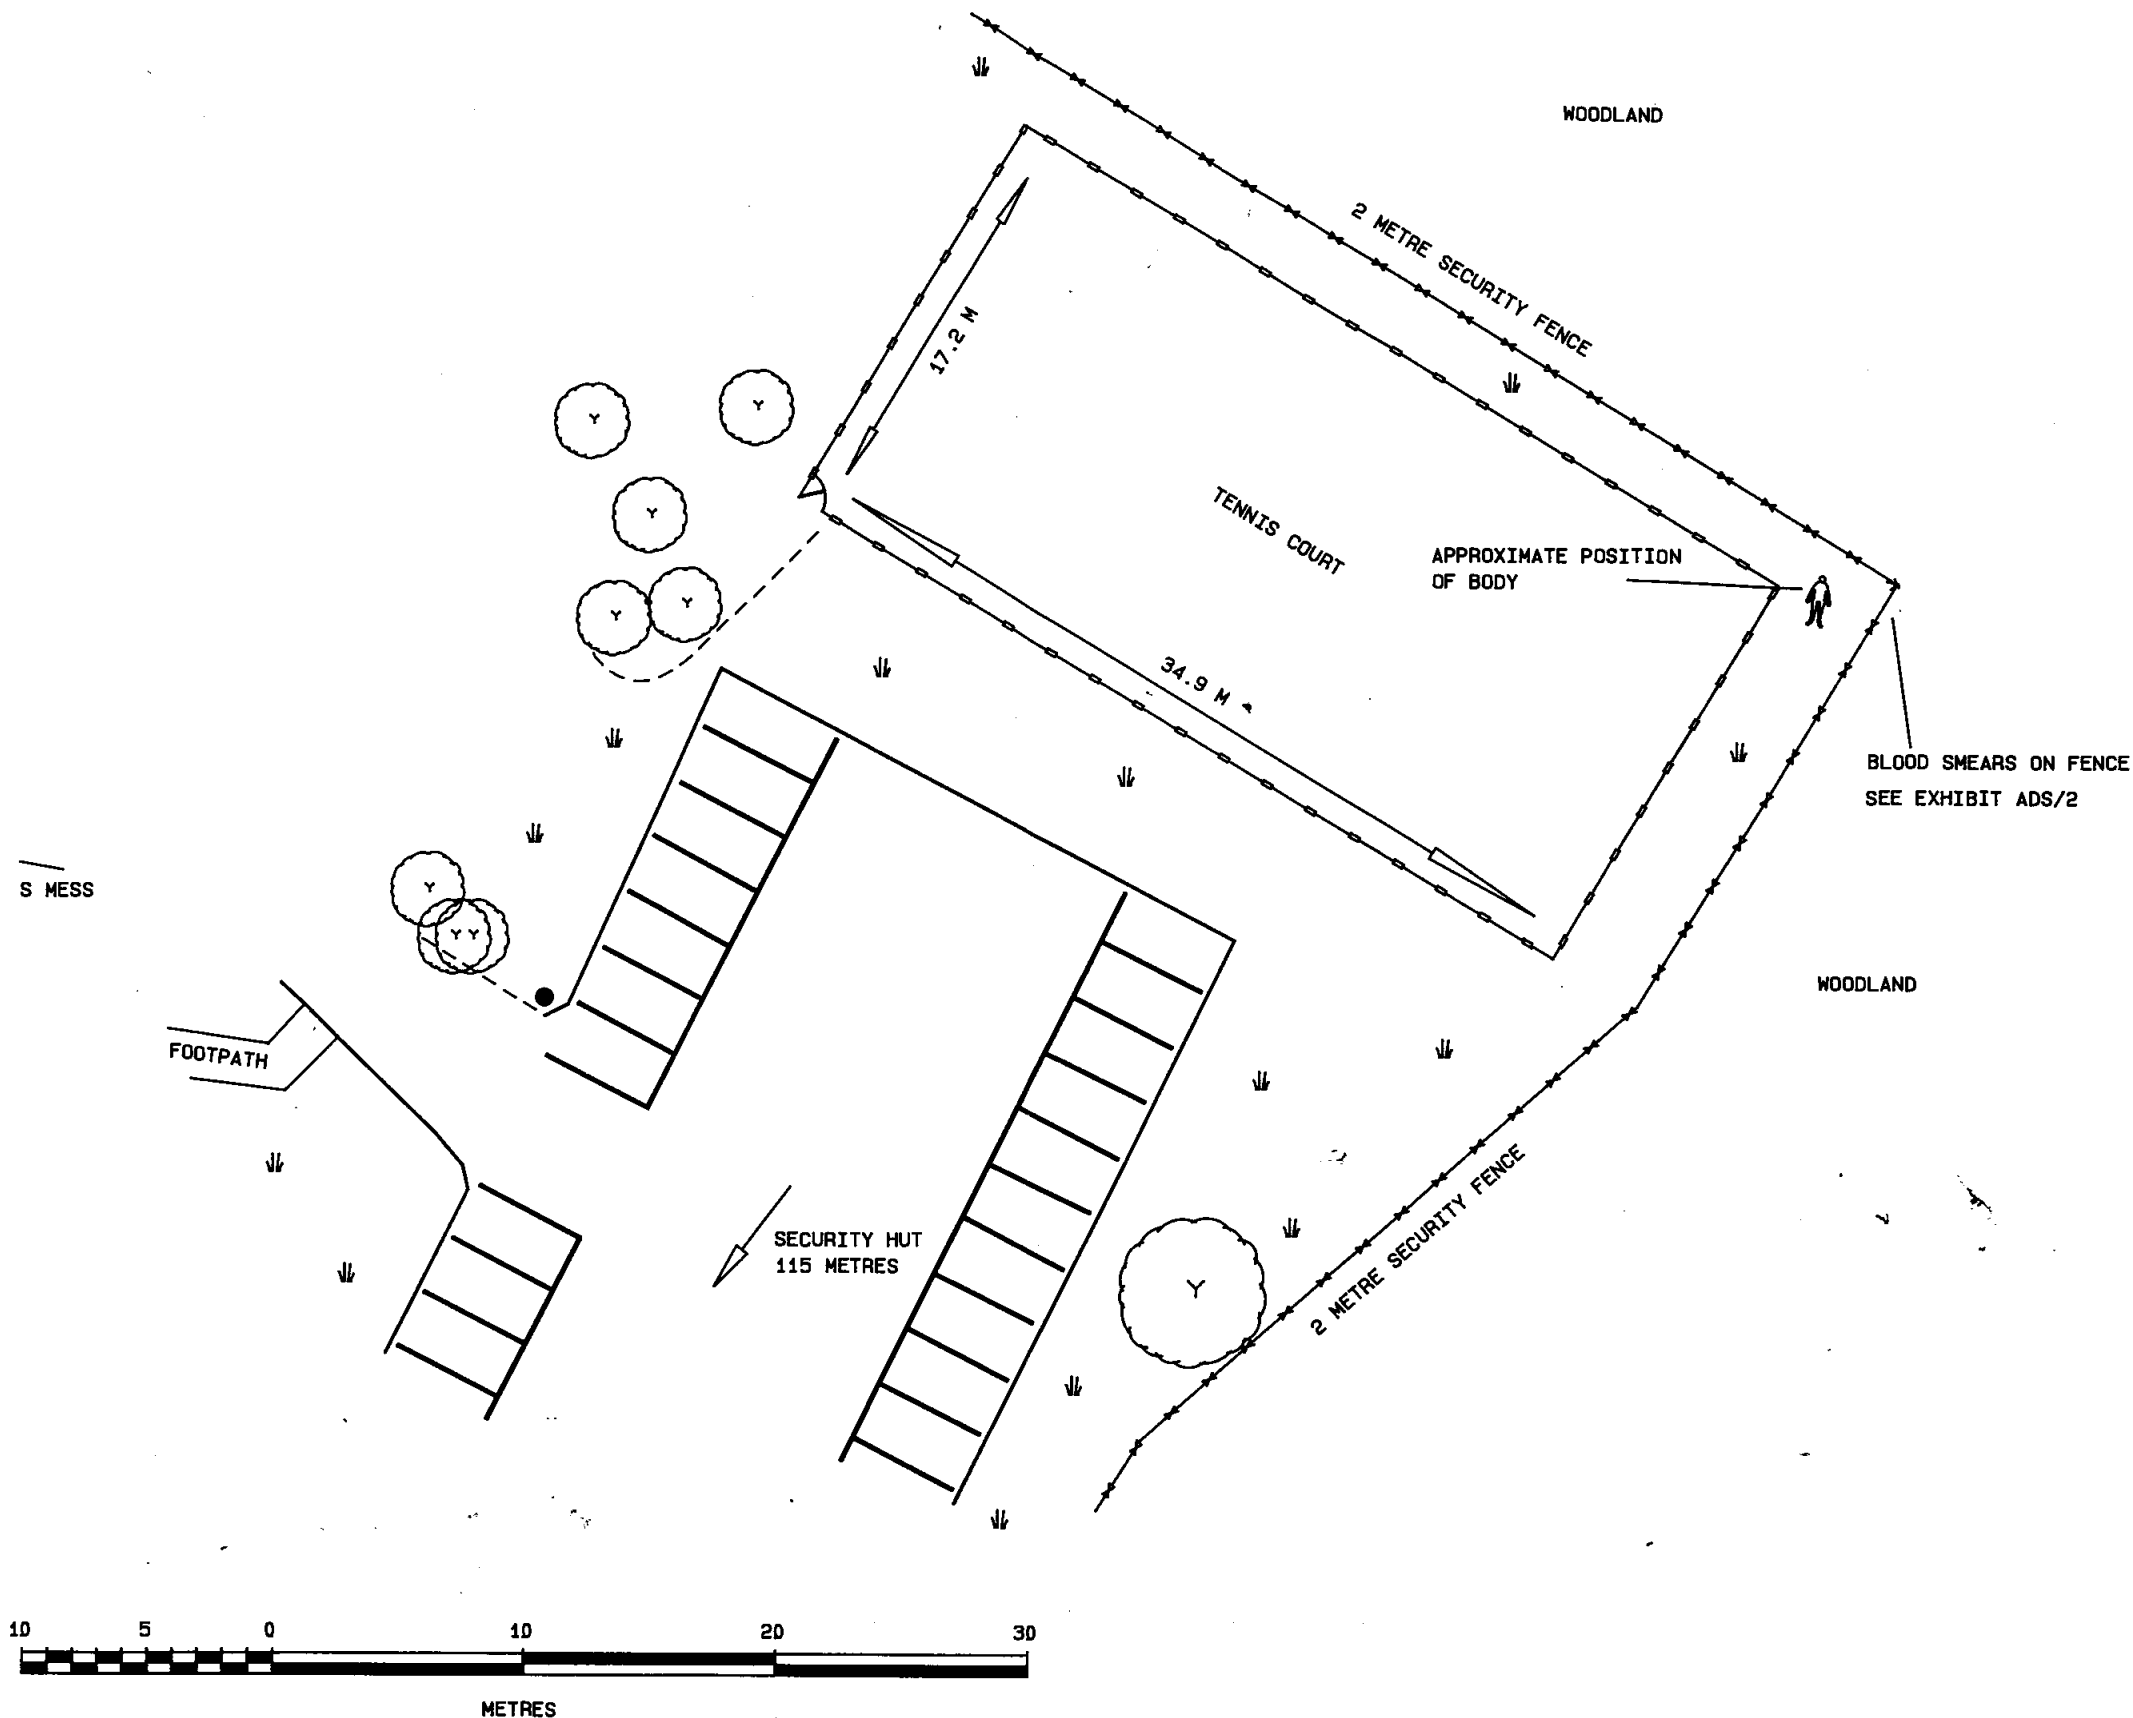 WOODLAND
2 METRE SECURITY FENCE
17.2 M
Y
Y
Y
Y
Y
TENNIS COURT
APPROXIMATE POSITION
OF BODY
34.9 M
BLOOD SMEARS ON FENCE
SEE EXHIBIT ADS/2
S MESS
Y
Y Y
WOODLAND
FOOTPATH
SECURITY HUT
115 METRES
Y
2 METRE SECURITY FENCE
10 5 0 10 20 30
METRES